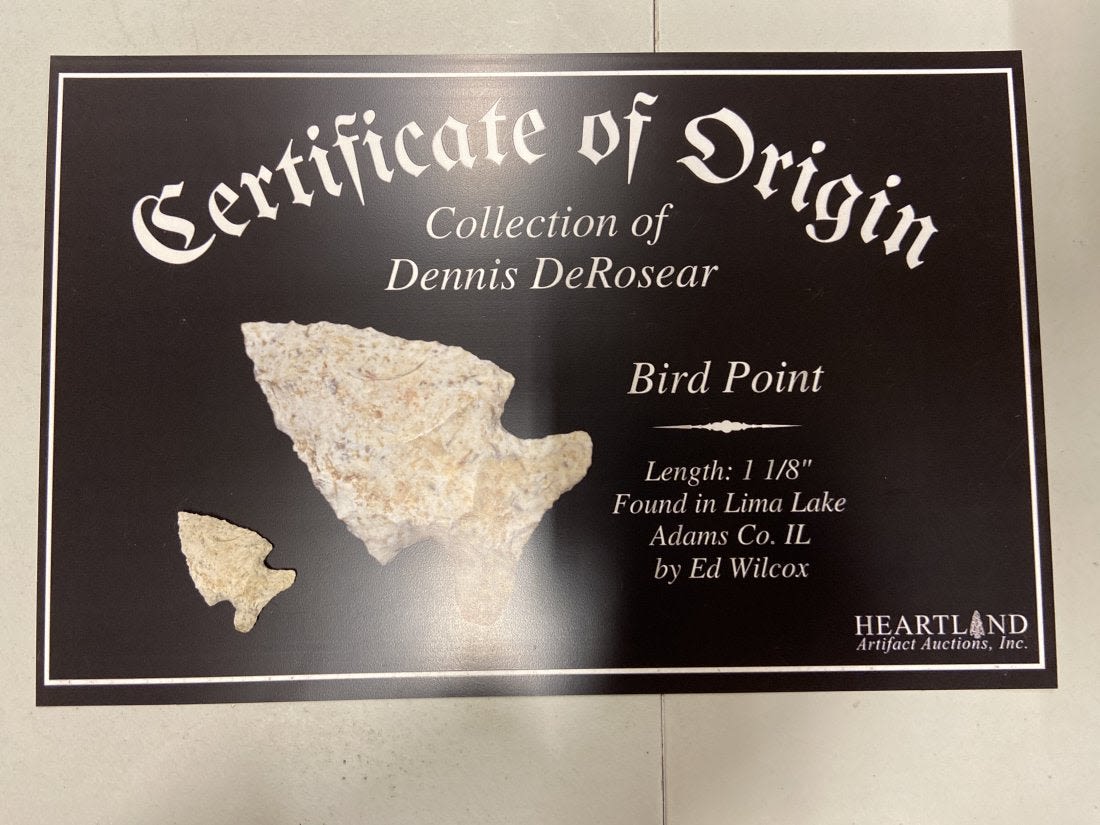 Certificate of Origin
Collection of
Dennis DeRosear
Bird Point
Length: 1 1/8"
Found in Lima Lake
Adams Co. IL
by Ed Wilcox
HEARTLAND
Artifact Auctions, Inc.